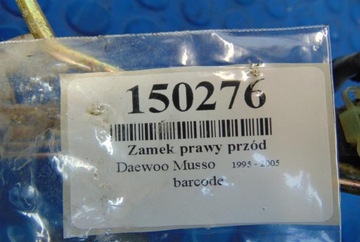 150276
Zamek prawy przód
Daewoo Musso 1995 - 2005
barcode